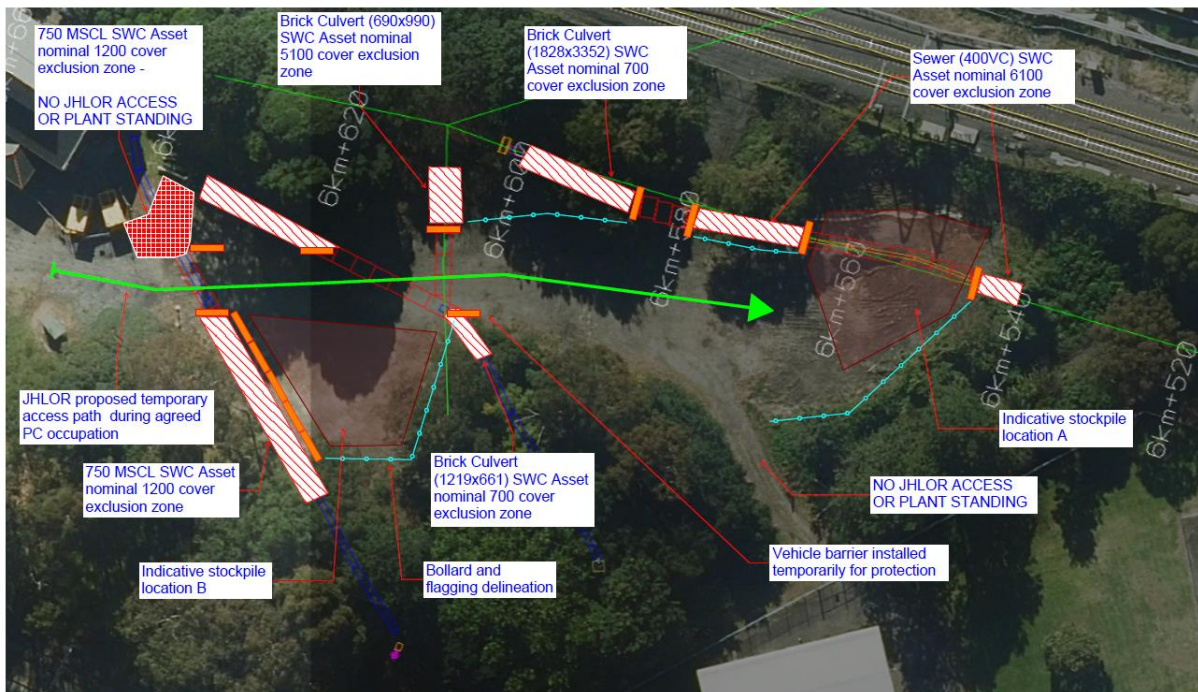 750 MSCL SWC Asset
nominal 1200 cover
exclusion zone -
NO JHLOR ACCESS
OR PLANT STANDING
Brick Culvert (690x990)
SWC Asset nominal
5100 cover exclusion
zone
Brick Culvert
(1828x3352) SWC
Asset nominal 700
cover exclusion zone
Sewer (400VC) SWC
Asset nominal 6100
cover exclusion zone
6km+620
6km+600
6km+580
6km+560
6km+540
6km+520
JHLOR proposed temporary
access path during agreed
PC occupation
750 MSCL SWC Asset
nominal 1200 cover
exclusion zone
Indicative stockpile
location B
Bollard and
flagging delineation
Brick Culvert
(1219x661) SWC Asset
nominal 700 cover
exclusion zone
Vehicle barrier installed
temporarily for protection
NO JHLOR ACCESS
OR PLANT STANDING
Indicative stockpile
location A